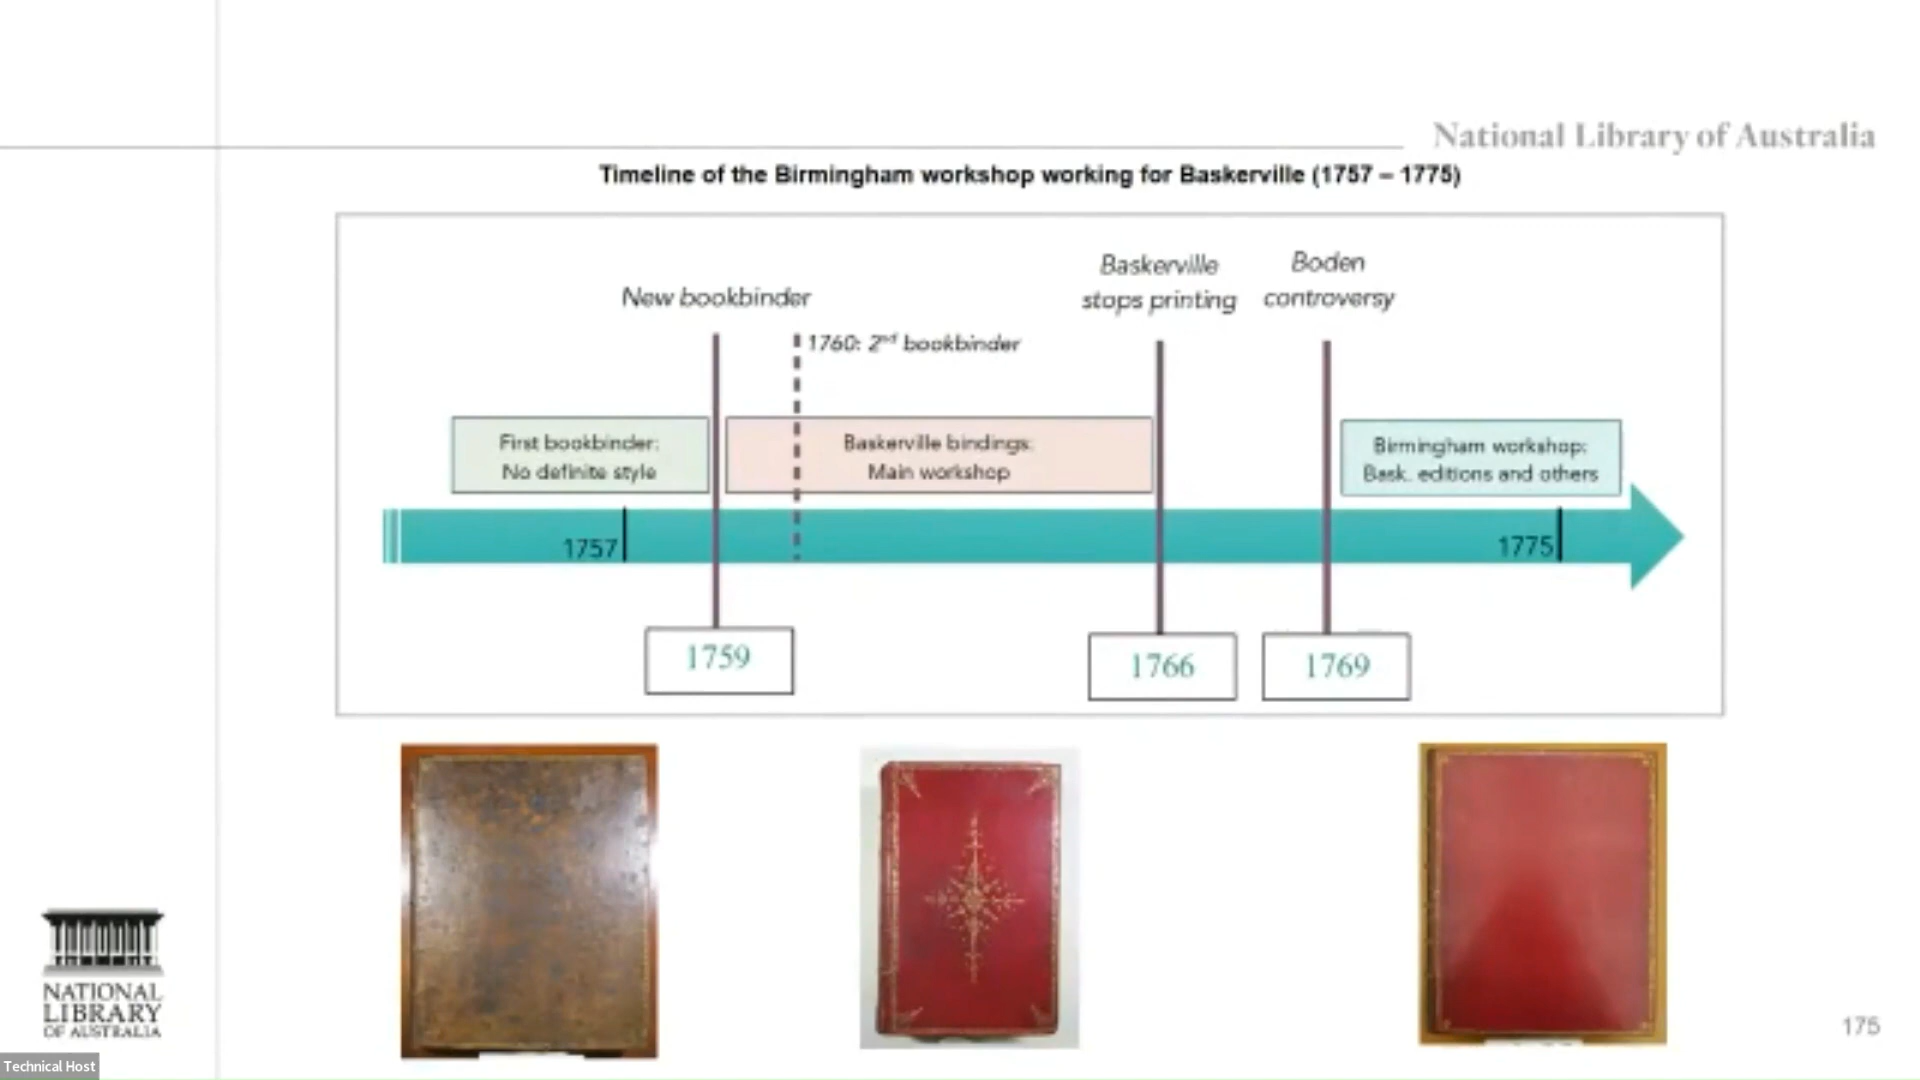 National Library of Australia
Timeline of the Birmingham workshop working for Baskerville (1757 – 1775)
Baskerville
stops printing
Boden
controversy
New bookbinder
1760: 2nd bookbinder
First bookbinder:
No definite style
Baskerville bindings:
Main workshop
Birmingham workshop:
Bask. editions and others
1757
1775
1759
1766
1769
NATIONAL
LIBRARY
OF AUSTRALIA
175
Technical Host